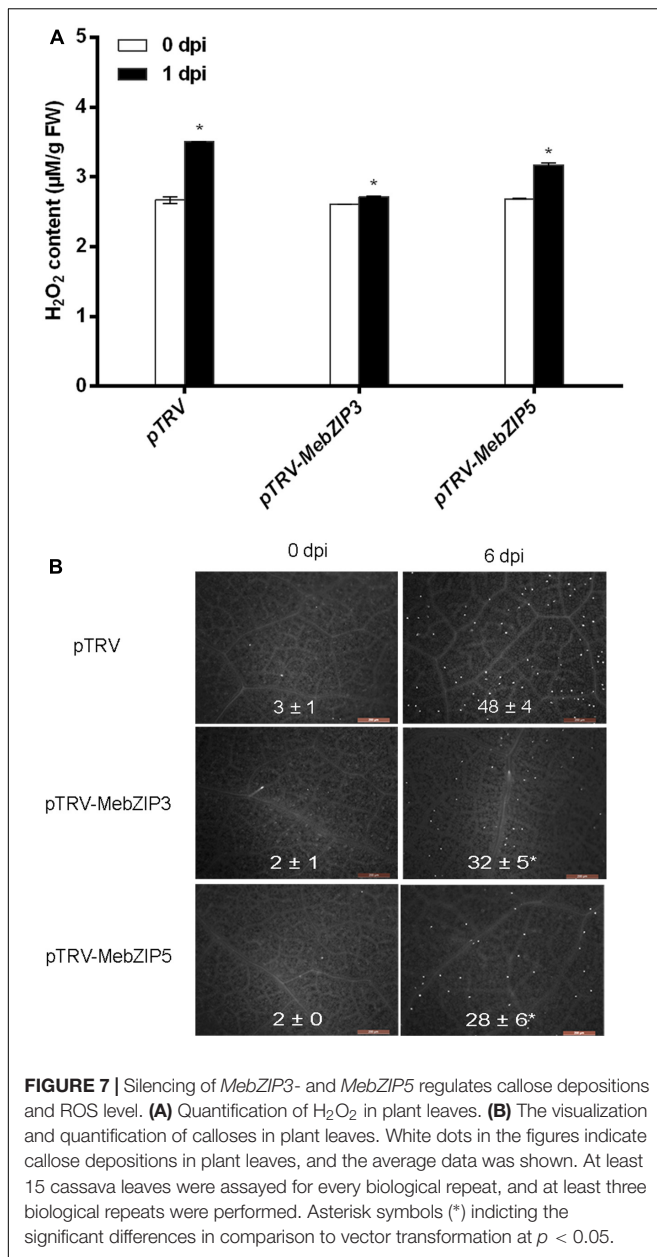 A
0 dpi
1 dpi
H₂O₂ content (µM/g FW)
5
4
3
2
1
0
*
*
*
pTRV
pTRV-MebZIP3
pTRV-MebZIP5
B
0 dpi
6 dpi
pTRV
3 ± 1
48 ± 4
pTRV-MebZIP3
2 ± 1
32 ± 5*
pTRV-MebZIP5
2 ± 0
28 ± 6*
FIGURE 7 | Silencing of MebZIP3- and MebZIP5 regulates callose depositions
and ROS level. (A) Quantification of H₂O₂ in plant leaves. (B) The visualization
and quantification of calloses in plant leaves. White dots in the figures indicate
callose depositions in plant leaves, and the average data was shown. At least
15 cassava leaves were assayed for every biological repeat, and at least three
biological repeats were performed. Asterisk symbols (*) indicting the
significant differences in comparison to vector transformation at p < 0.05.